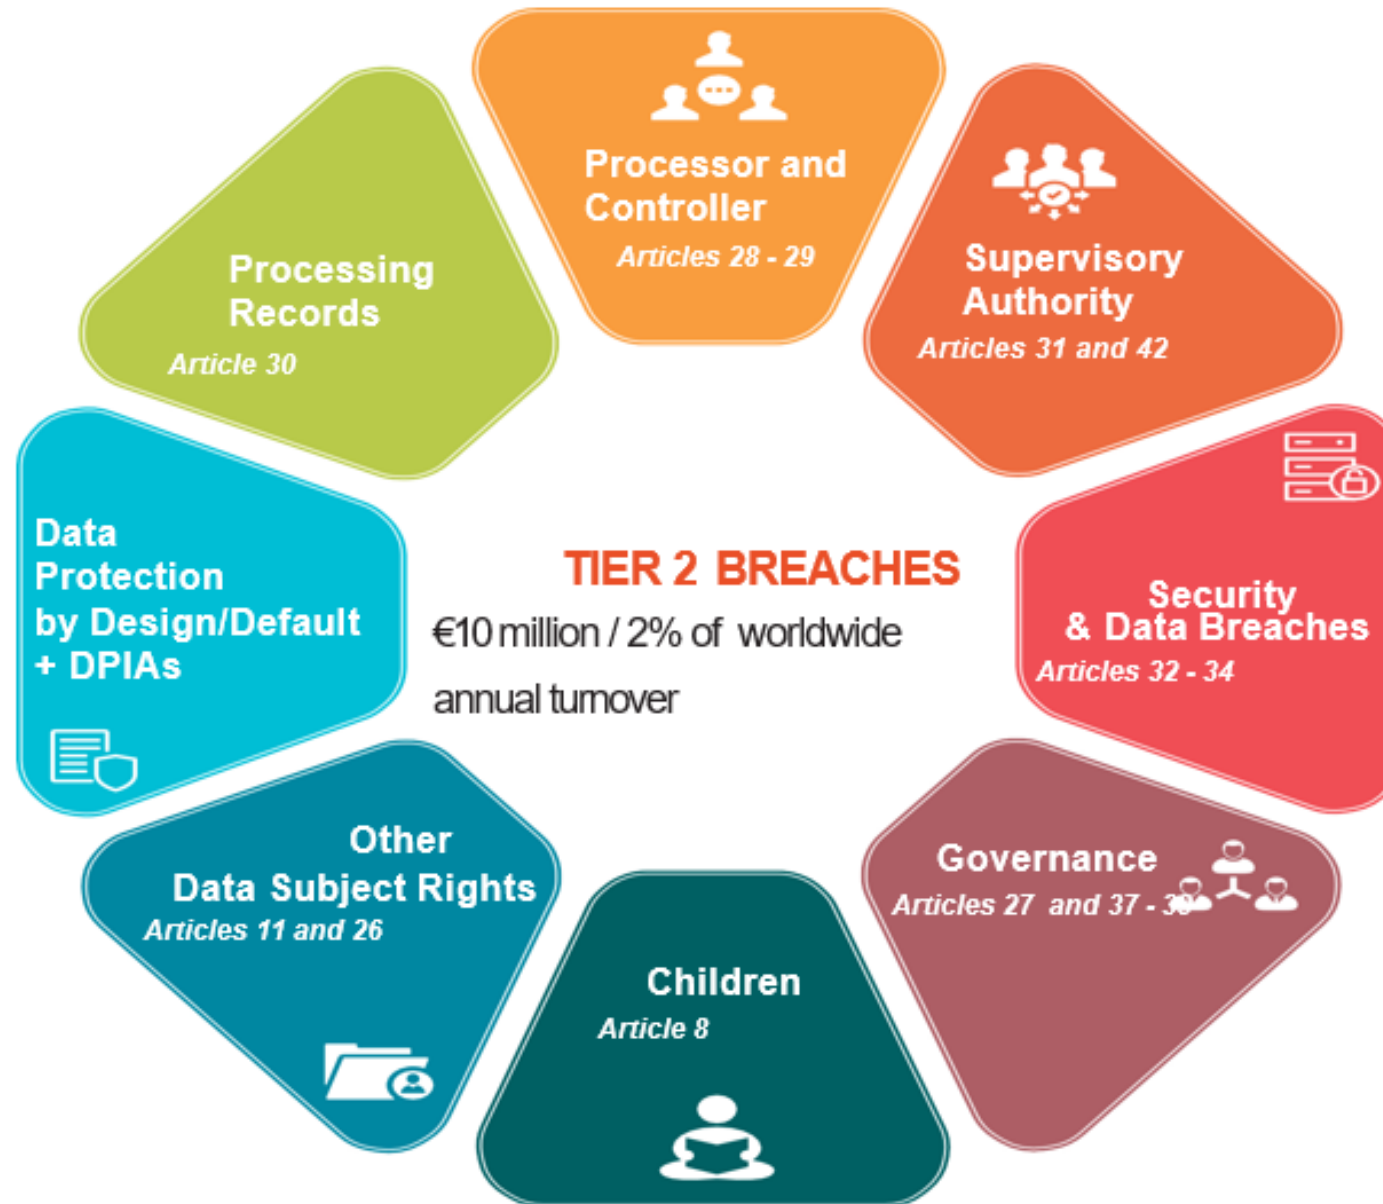 Processor and
Controller
Articles 28 - 29
Supervisory
Authority
Articles 31 and 42
Security
& Data Breaches
Articles 32 - 34
Governance
Articles 27 and 37 -
Children
Article 8
Other
Data Subject Rights
Articles 11 and 26
Data
Protection
by Design/Default
+ DPIAs
Processing
Records
Article 30
TIER 2 BREACHES
€10 million / 2% of worldwide
annual turnover